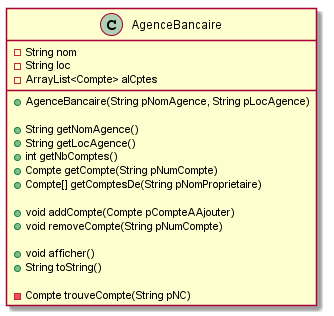 C AgenceBancaire
String nom
String loc
ArrayList<Compte> alCptes
AgenceBancaire(String pNomAgence, String pLocAgence)
String getNomAgence()
String getLocAgence()
int getNbComptes()
Compte getCompte(String pNumCompte)
Compte[] getComptesDe(String pNomProprietaire)
void addCompte(Compte pCompteAAjouter)
void removeCompte(String pNumCompte)
void afficher()
String toString()
Compte trouveCompte(String pNC)